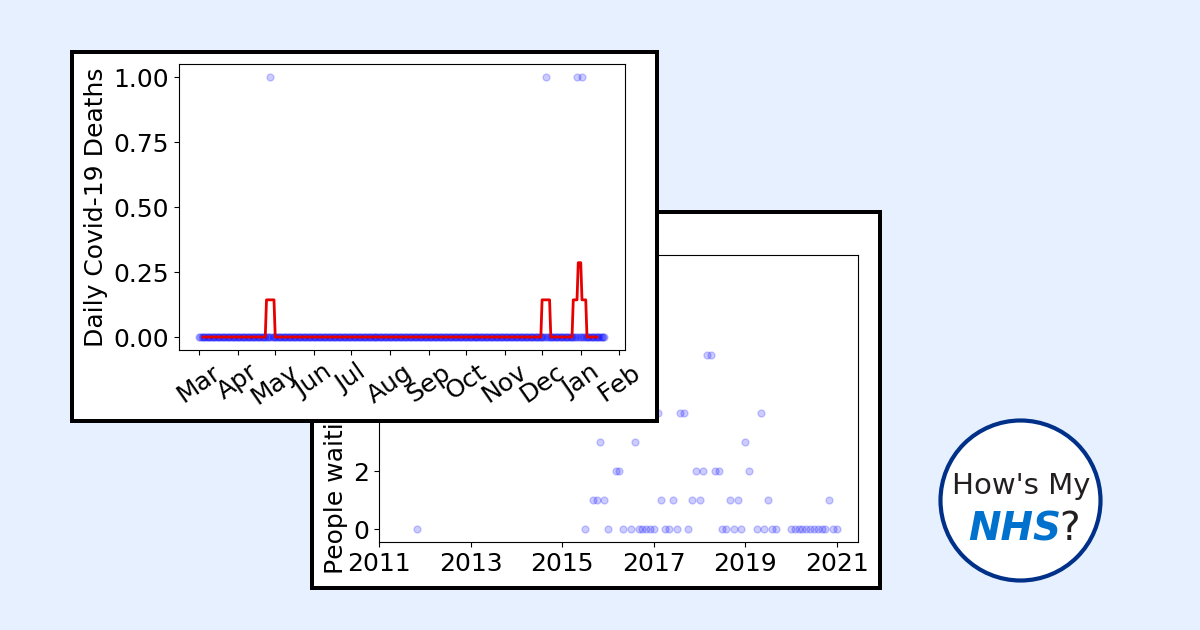 Daily Covid-19 Deaths
1.00
0.75
0.50
0.25
0.00
Mar Apr May Jun Jul Aug Sep Oct Nov Dec Jan Feb
People waiti
2
0
2011 2013 2015 2017 2019 2021
How's My
NHS?